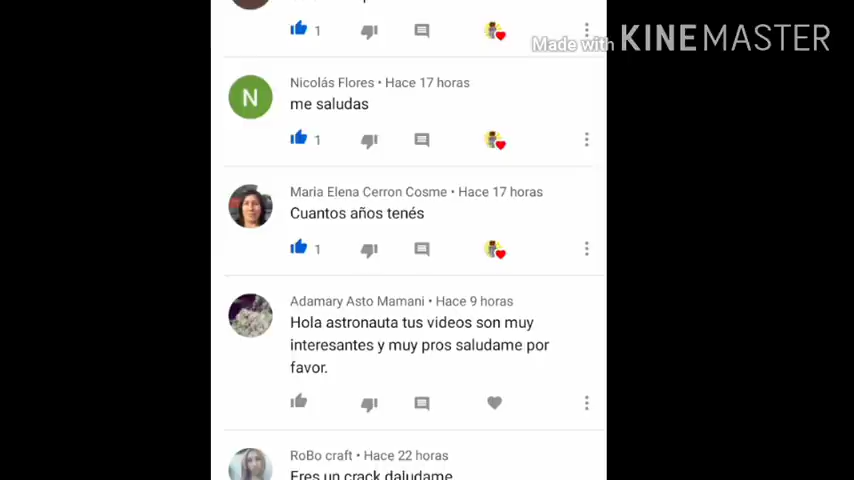 1
Made with KINEMASTER
Nicolás Flores • Hace 17 horas
N
me saludas
1
Maria Elena Cerron Cosme • Hace 17 horas
Cuantos años tenés
1
Adamary Asto Mamani • Hace 9 horas
Hola astronauta tus videos son muy
interesantes y muy pros saludame por
favor.
RoBo craft • Hace 22 horas
Eres un crack daludame